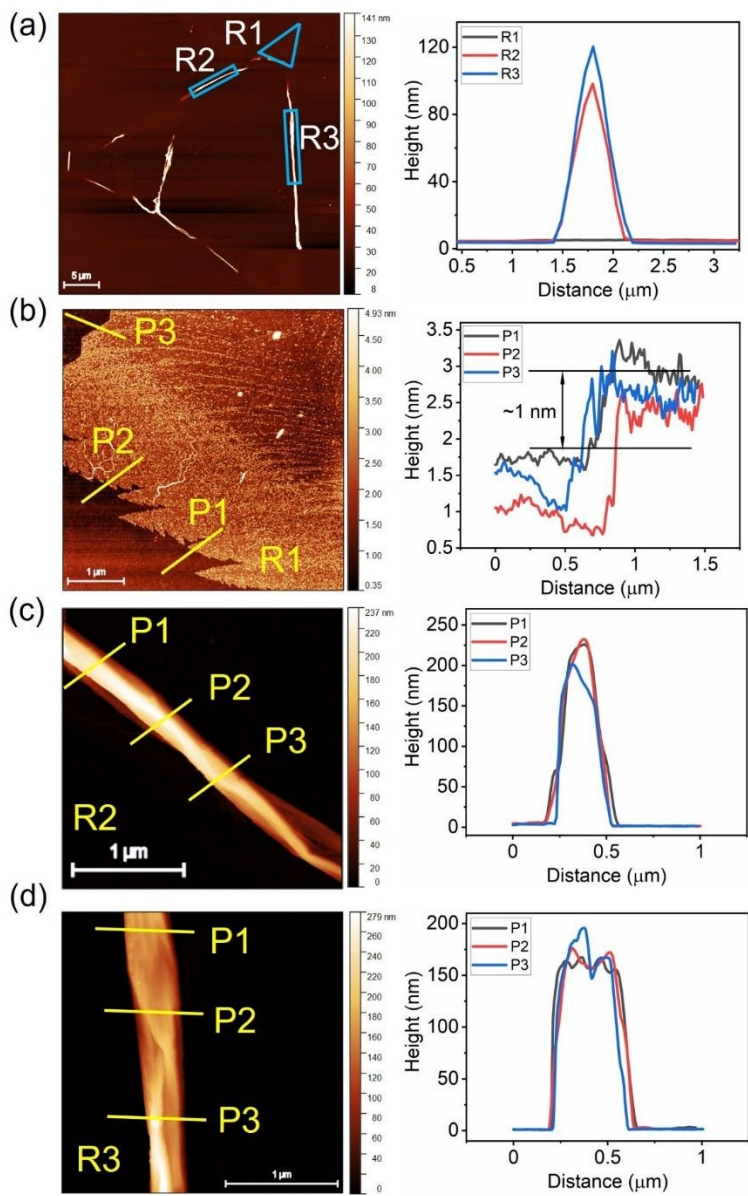 (a)
R1
R2
R3
5 µm
141 nm
130
120
110
100
90
80
70
60
50
40
30
20
8
R1
R2
R3
Height (nm)
120
80
40
0
0.5 1 1.5 2 2.5 3
Distance (µm)
(b)
P3
P2
P1
R1
1 µm
4.93 nm
4.50
4.00
3.50
3.00
2.50
2.00
1.50
1.00
0.35
P1
P2
P3
~1 nm
Height (nm)
3.5
3
2.5
2
1.5
1
0.5
0 0.5 1 1.5
Distance (µm)
(c)
P1
P2
P3
R2
1 µm
237 nm
220
200
180
160
140
120
100
80
60
40
20
0
P1
P2
P3
Height (nm)
250
200
150
100
50
0
0 0.5 1
Distance (µm)
(d)
P1
P2
P3
R3
1 µm
279 nm
260
240
220
200
180
160
140
120
100
80
60
40
20
0
P1
P2
P3
Height (nm)
200
150
100
50
0
0 0.5 1
Distance (µm)